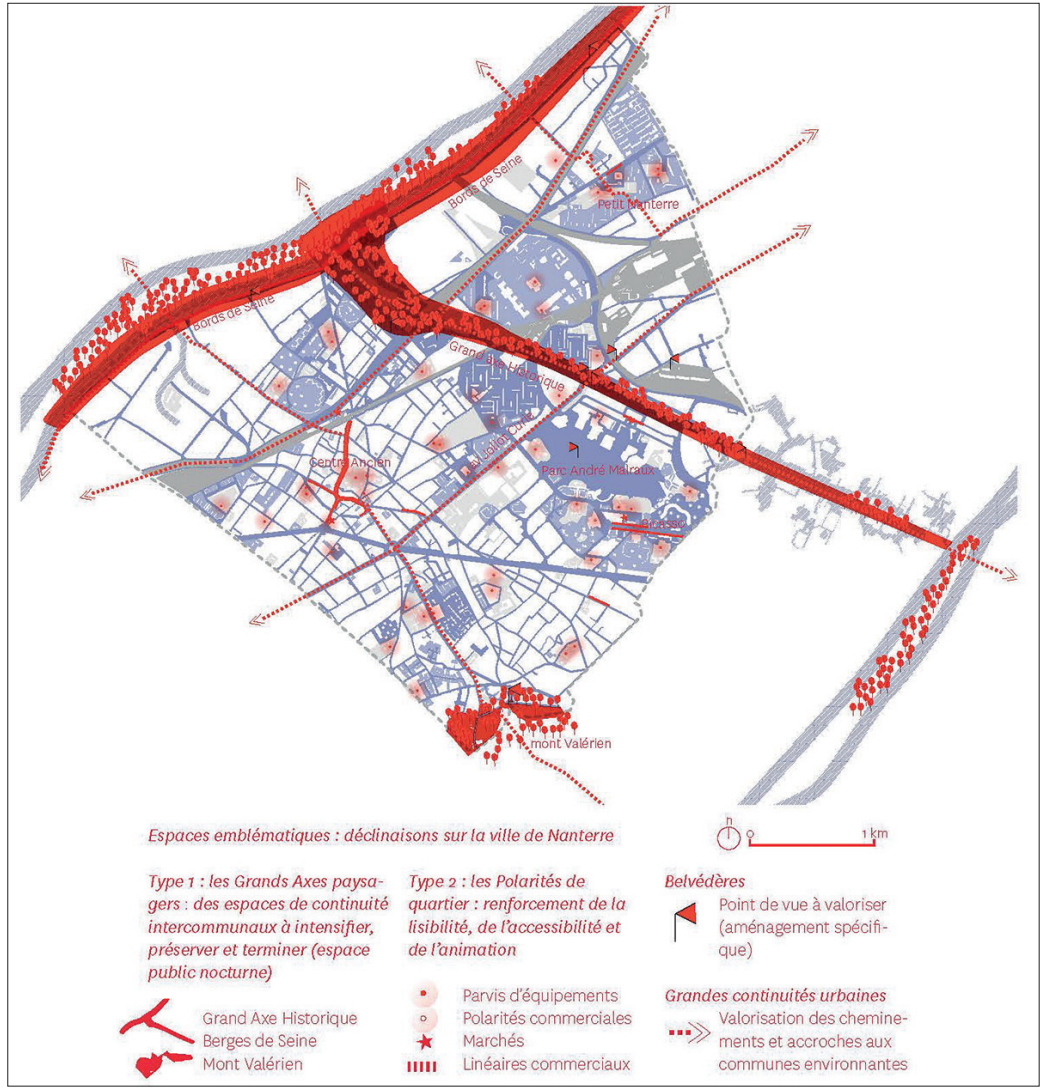 Bords de Seine
Petit Nanterre
Bords de Seine
Grand axe Historique
Centre Ancien
Parc André Malraux
mont Valérien
Espaces emblématiques : déclinaisons sur la ville de Nanterre
h
0
1 km
Type 1 : les Grands Axes paysa-
gers : des espaces de continuité
intercommunaux à intensifier,
préserver et terminer (espace
public nocturne)
Grand Axe Historique
Berges de Seine
Mont Valérien
Type 2 : les Polarités de
quartier : renforcement de la
lisibilité, de l'accessibilité et
de l'animation
Parvis d'équipements
Polarités commerciales
Marchés
Linéaires commerciaux
Belvédères
Point de vue à valoriser
(aménagement spécifi-
que)
Grandes continuités urbaines
Valorisation des chemine-
ments et accroches aux
communes environnantes